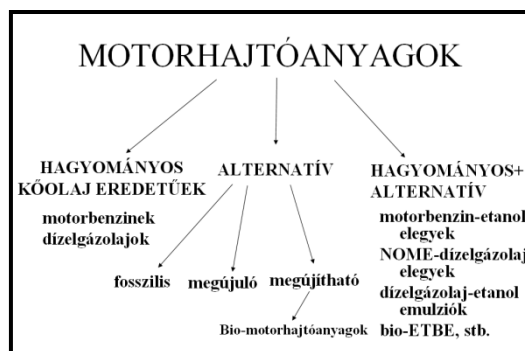 MOTORHAJTÓANYAGOK
HAGYOMÁNYOS
KŐOLAJ EREDETŰEK
motorbenzinek
dízelgázolajok
ALTERNATÍV
fosszilis
megújuló
megújítható
Bio-motorhajtóanyagok
HAGYOMÁNYOS+
ALTERNATÍV
motorbenzin-etanol
elegyek
NOME-dízelgázolaj
elegyek
dízelgázolaj-etanol
emulziók
bio-ETBE, stb.